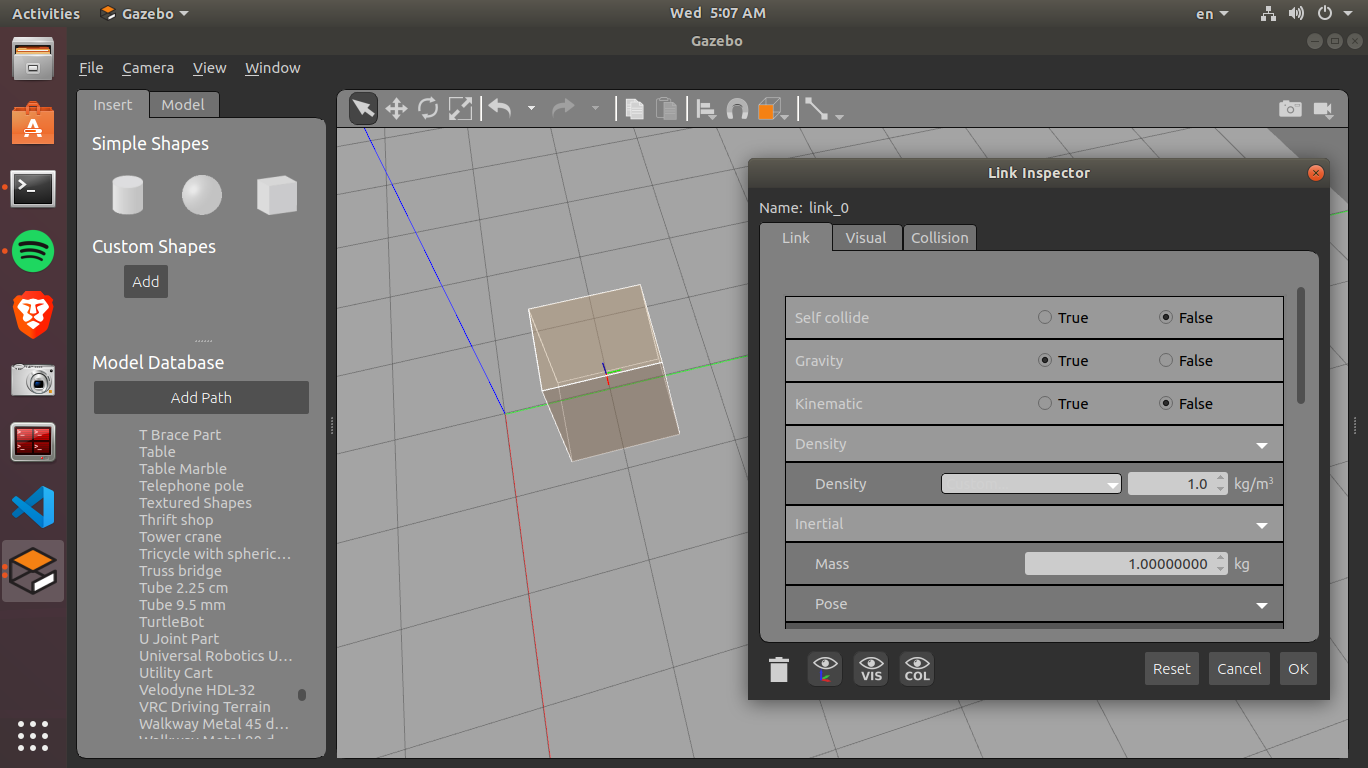 Activities Gazebo Wed 5:07 AM en
Gazebo
File Camera View Window
Insert Model
Simple Shapes
Custom Shapes
Add
Model Database
Add Path
T Brace Part
Table
Table Marble
Telephone pole
Textured Shapes
Thrift shop
Tower crane
Tricycle with spheric...
Truss bridge
Tube 2.25 cm
Tube 9.5 mm
TurtleBot
U Joint Part
Universal Robotics U...
Utility Cart
Velodyne HDL-32
VRC Driving Terrain
Walkway Metal 45 d...
Link Inspector
Name: link_0
Link Visual Collision
Self collide True False
Gravity True False
Kinematic True False
Density
Density 1.0 kg/m³
Inertial
Mass 1.00000000 kg
Pose
VIS COL Reset Cancel OK